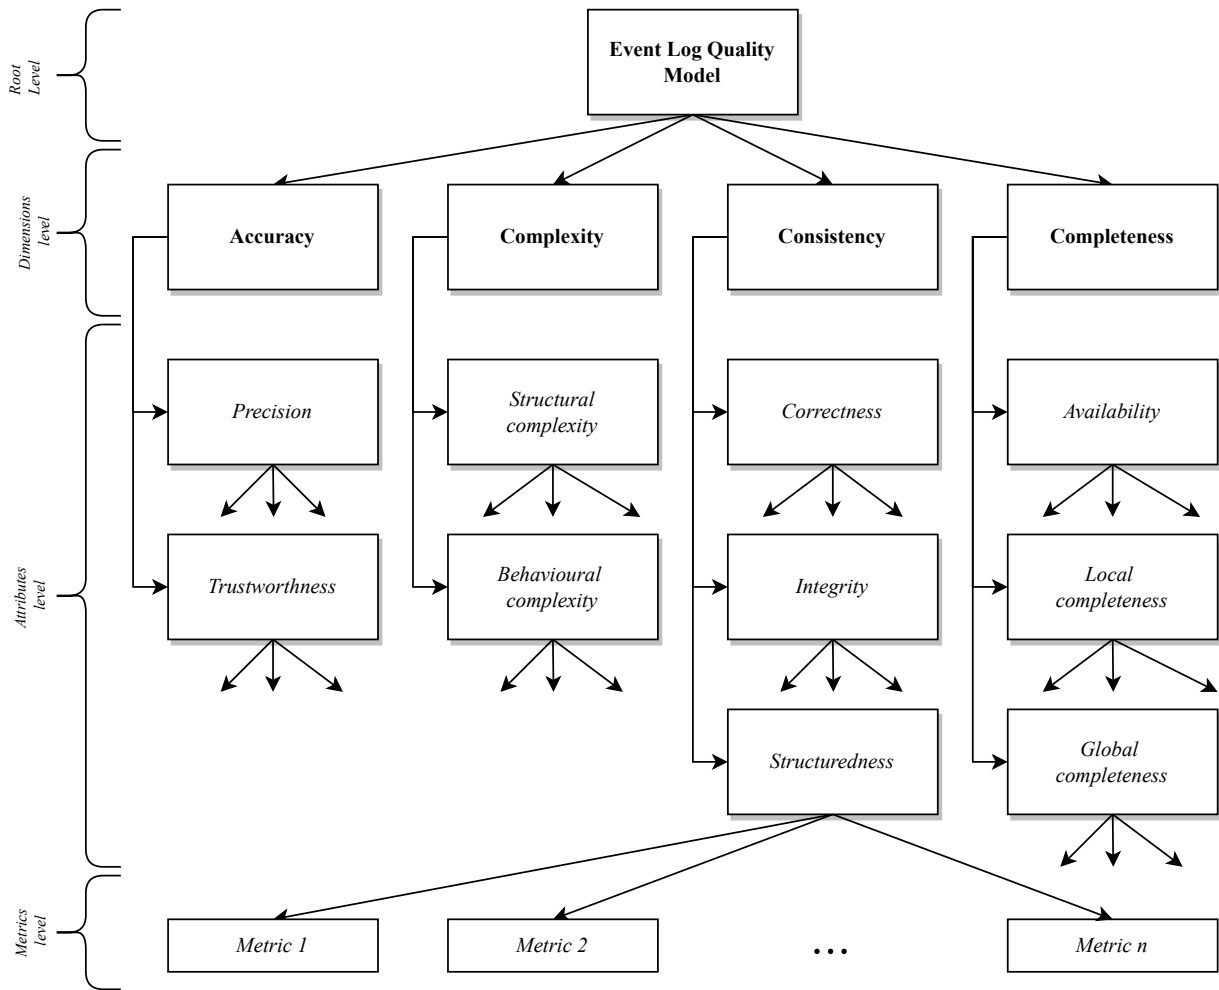 Root
Level
Event Log Quality
Model
Dimensions
level
Accuracy
Complexity
Consistency
Completeness
Attributes
level
Precision
Structural
complexity
Correctness
Availability
Trustworthness
Behavioural
complexity
Integrity
Local
completeness
Structuredness
Global
completeness
Metrics
level
Metric 1
Metric 2
...
Metric n